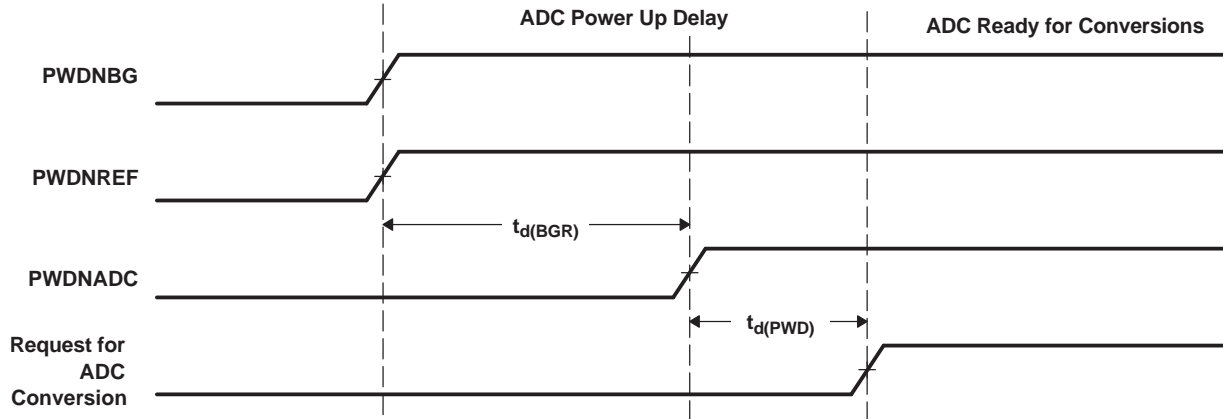 ADC Power Up Delay
ADC Ready for Conversions
PWDNBG
PWDNREF
td(BGR)
PWDNADC
td(PWD)
Request for
ADC
Conversion